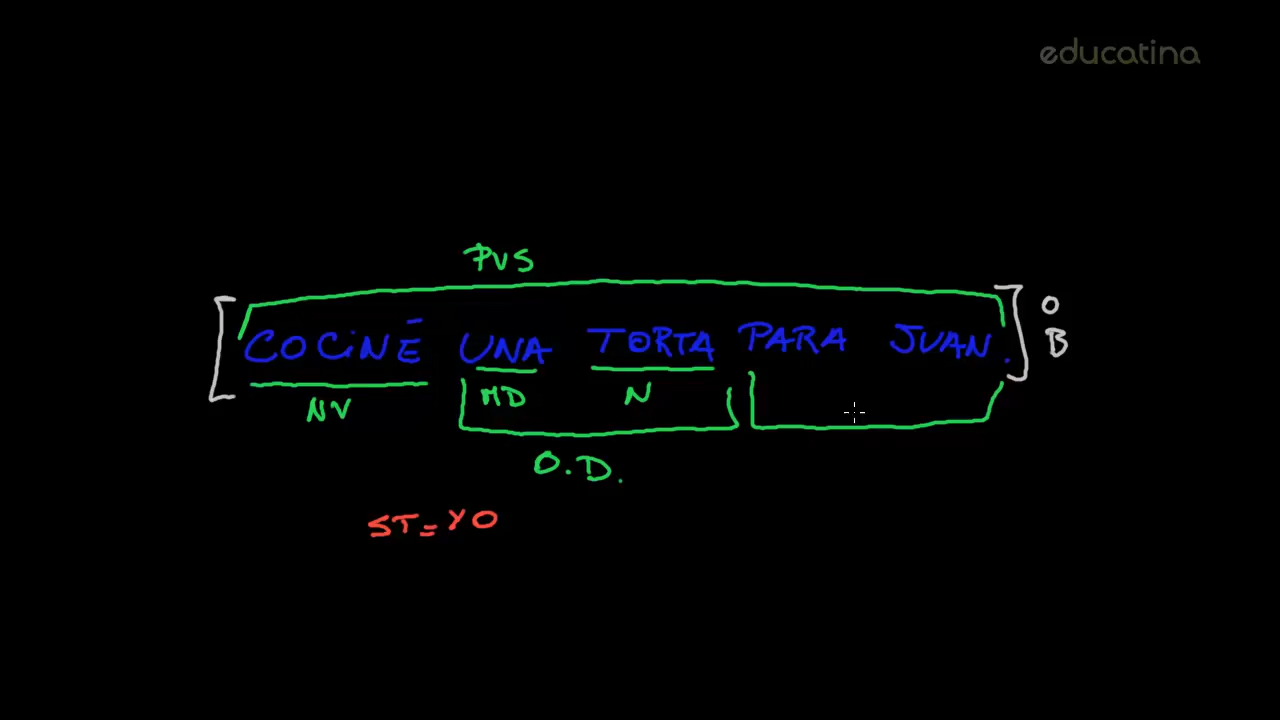 educatina
PVS
O
COCINÉ UNA TORTA PARA JUAN.
B
NV
MD
N
O.D.
ST = YO